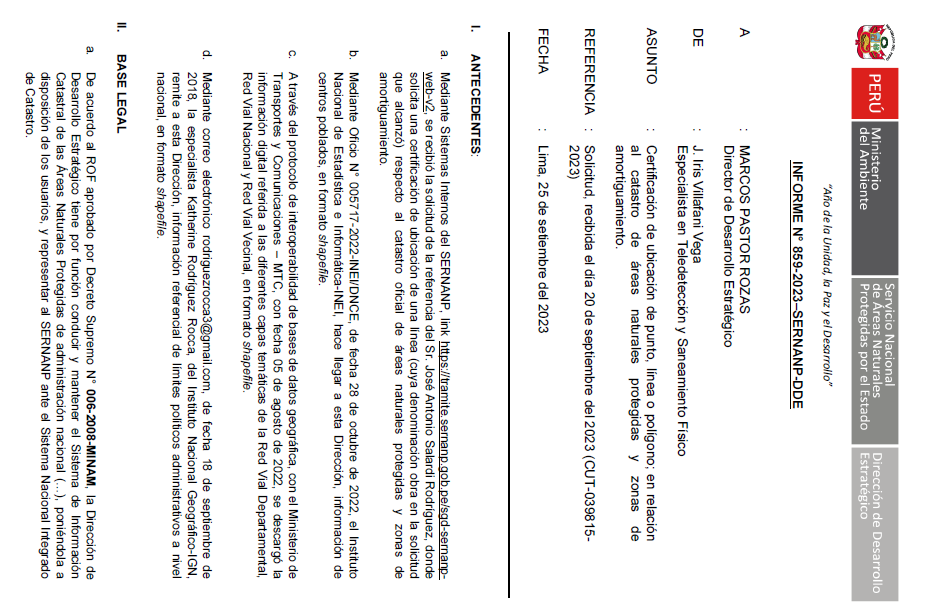 PERÚ
Ministerio
del Ambiente
Servicio Nacional
de Áreas Naturales
Protegidas por el Estado
Dirección de Desarrollo
Estratégico
"Año de la Unidad, la Paz y el Desarrollo"
INFORME N° 859-2023–SERNANP-DDE
A : MARCOS PASTOR ROZAS
Director de Desarrollo Estratégico
DE : J. Iris Villafani Vega
Especialista en Teledetección y Saneamiento Físico
ASUNTO : Certificación de ubicación de punto, línea o polígono; en relación
al catastro de áreas naturales protegidas y zonas de
amortiguamiento.
REFERENCIA : Solicitud, recibida el día 20 de septiembre del 2023 (CUT-039815-
2023)
FECHA : Lima, 25 de setiembre del 2023
I. ANTECEDENTES:
a. Mediante Sistemas Internos del SERNANP, link https://tramite.sernanp.gob.pe/sgd-sernanp-
web-v2, se recibió la solicitud de la referencia del Sr. José Antonio Salardi Rodríguez, donde
solicita una certificación de ubicación de una línea (cuya denominación obra en la solicitud
que alcanzó) respecto al catastro oficial de áreas naturales protegidas y zonas de
amortiguamiento.
b. Mediante Oficio N° 005717-2022-INEI/DNCE, de fecha 28 de octubre de 2022, el Instituto
Nacional de Estadística e Informática-INEI, hace llegar a esta Dirección, información de
centros poblados, en formato shapefile.
c. A través del protocolo de interoperabilidad de bases de datos geográfica, con el Ministerio de
Transportes y Comunicaciones – MTC, con fecha 05 de agosto de 2022, se descargó la
información digital referida a las diferentes capas temáticas de la Red Vial Departamental,
Red Vial Nacional y Red Vial Vecinal, en formato shapefile.
d. Mediante correo electrónico rodriguezrocca3@gmail.com, de fecha 18 de septiembre de
2018, la especialista Katherine Rodríguez Rocca, del Instituto Nacional Geográfico-IGN,
remite a esta Dirección, información referencial de límites políticos administrativos a nivel
nacional, en formato shapefile.
II. BASE LEGAL
a. De acuerdo al ROF aprobado por Decreto Supremo N° 006-2008-MINAM, la Dirección de
Desarrollo Estratégico tiene por función conducir y mantener el Sistema de Información
Catastral de las Áreas Naturales Protegidas de administración nacional (...), poniéndola a
disposición de los usuarios, y representar al SERNANP ante el Sistema Nacional Integrado
de Catastro.